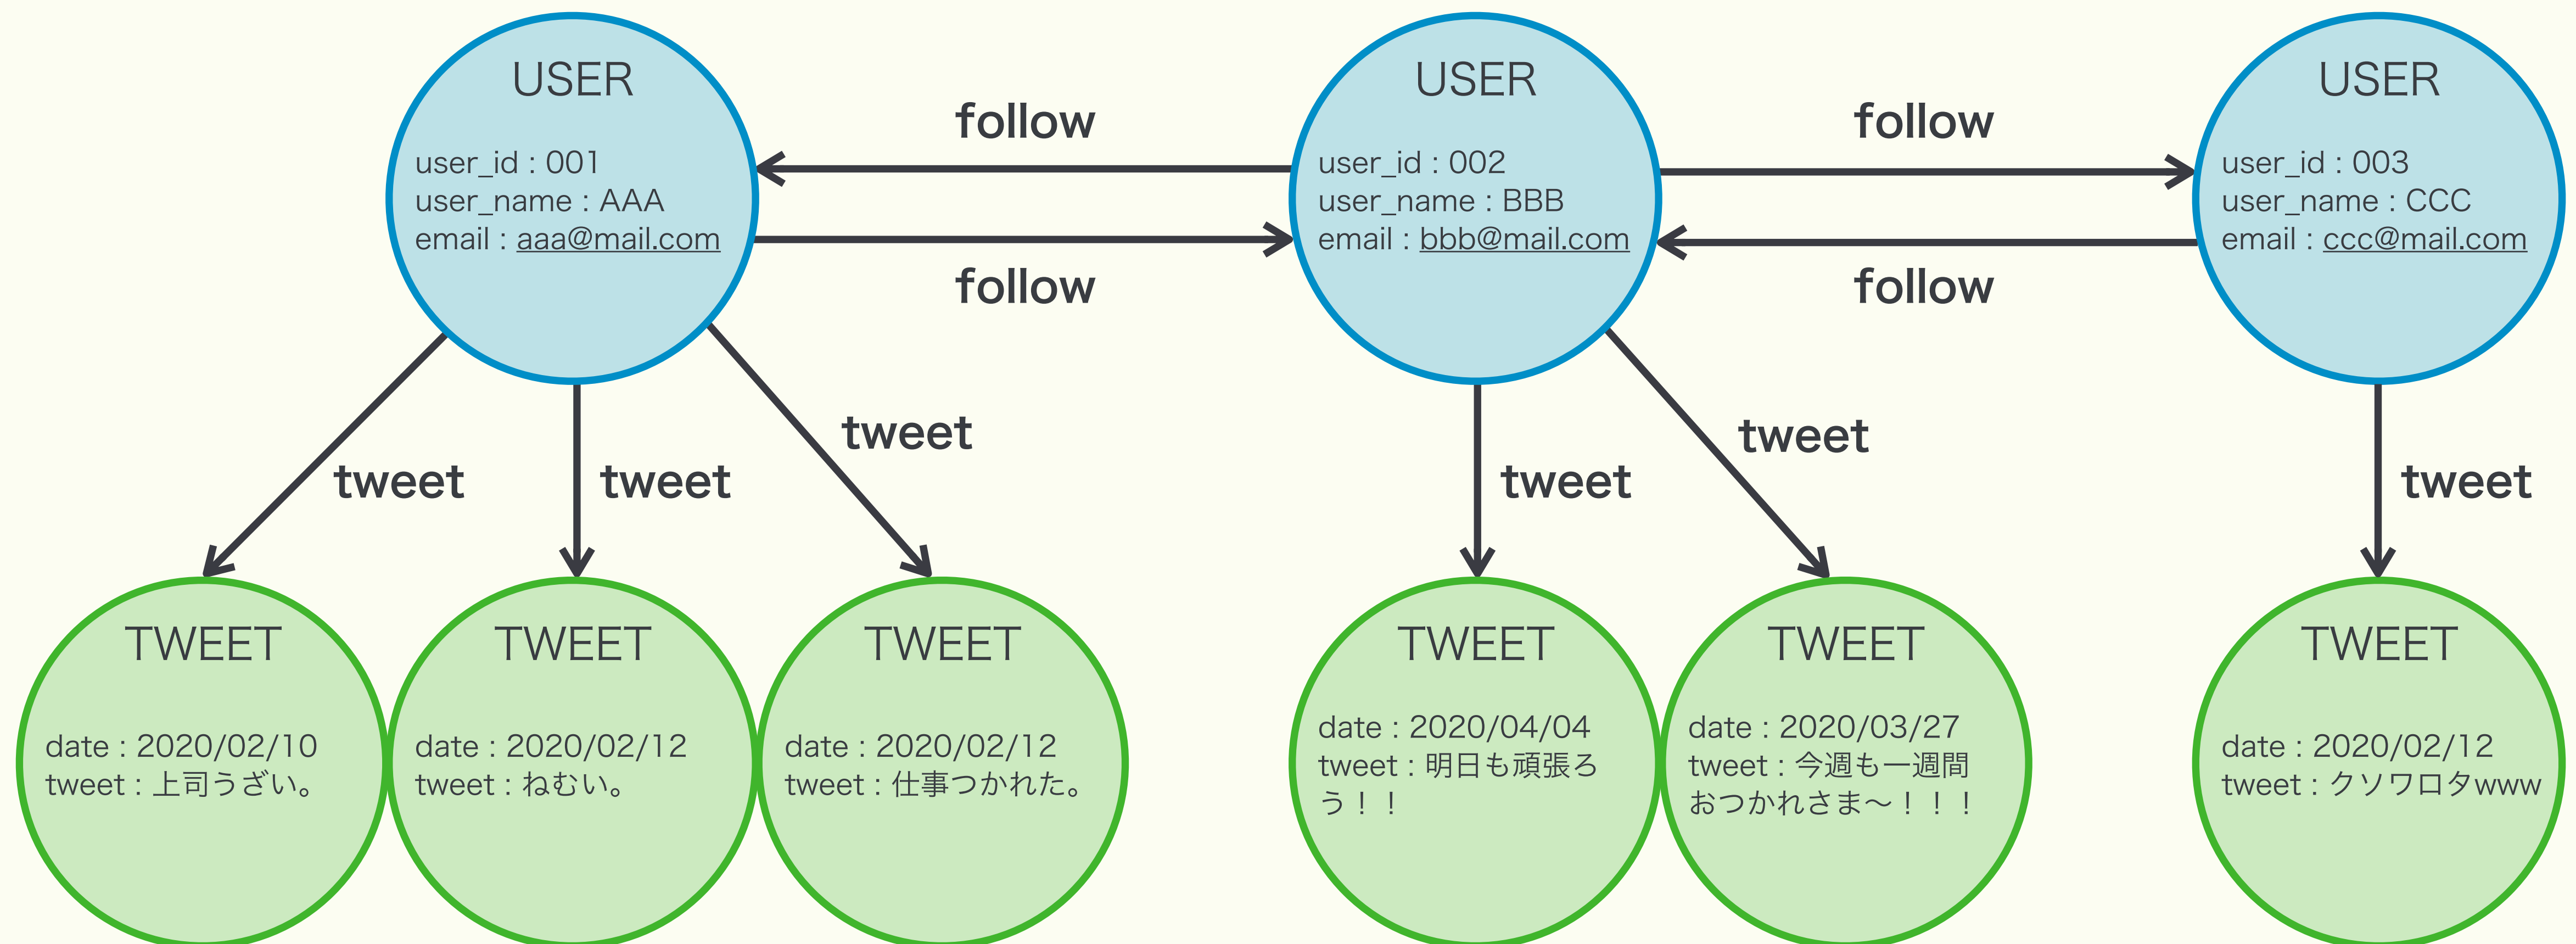 USER
user_id : 001
user_name : AAA
email : aaa@mail.com
follow
follow
USER
user_id : 002
user_name : BBB
email : bbb@mail.com
follow
follow
USER
user_id : 003
user_name : CCC
email : ccc@mail.com
tweet
tweet
tweet
tweet
tweet
tweet
TWEET
date : 2020/02/10
tweet : 上司うざい。
TWEET
date : 2020/02/12
tweet : ねむい。
TWEET
date : 2020/02/12
tweet : 仕事つかれた。
TWEET
date : 2020/04/04
tweet : 明日も頑張ろ
う！！
TWEET
date : 2020/03/27
tweet : 今週も一週間
おつかれさま〜！！！
TWEET
date : 2020/02/12
tweet : クソワロタwww